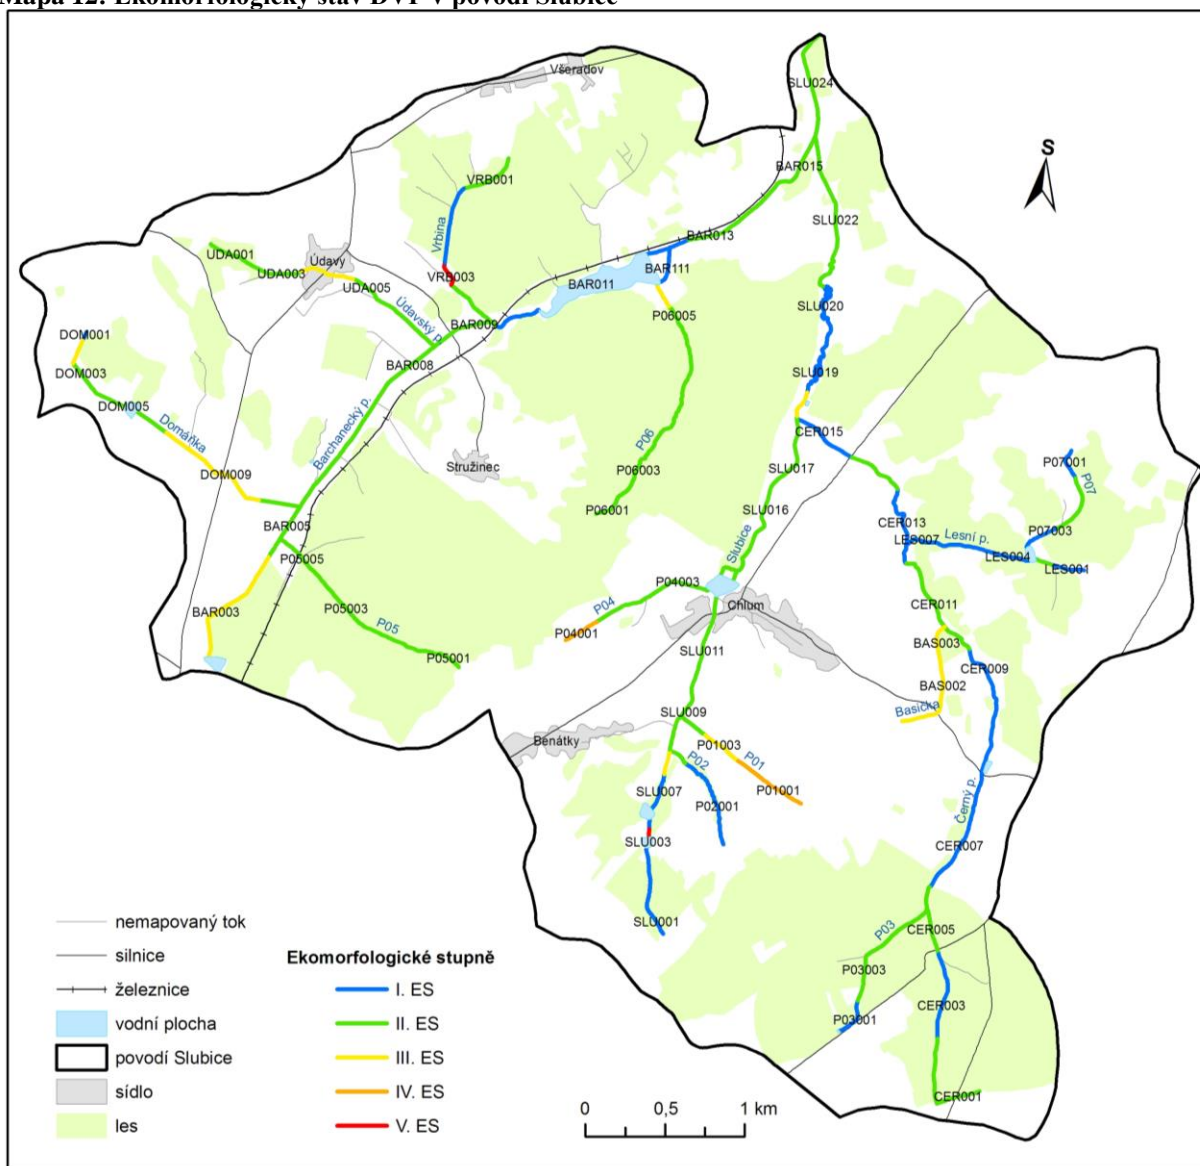 Mapa 12: Ekomorfologický stav DVT v povodí Slubice
Všeradov
SLU024
S
BAR015
VRB001
SLU022
Vrbina
BAR013
UDA001
Údavy
UDA003
BAR111
VRB003
UDA005
BAR011
SLU020
Údavský p.
P06005
BAR009
DOM001
BAR008
DOM003
SLU019
DOM005
Barchanecký p.
Domáňka
CER015
P06
Stružinec
P06003
SLU017
P07001
DOM009
P07
P06001
SLU016
BAR005
CER013
P07003
LES007
Lesní p.
Slubice
P05005
LES004
LES001
P04003
P05003
P04
Chlum
CER011
BAR003
P05
P04001
BAS003
SLU011
P05001
CER009
BAS002
SLU009
Basička
Benátky
P01003
P02
P01
P01001
SLU007
P02001
Černý p.
SLU003
CER007
SLU001
P03
CER005
P03003
CER003
P03001
CER001
nemapovaný tok
silnice
železnice
vodní plocha
povodí Slubice
sídlo
les
Ekomorfologické stupně
I. ES
II. ES
III. ES
IV. ES
V. ES
0 0,5 1 km